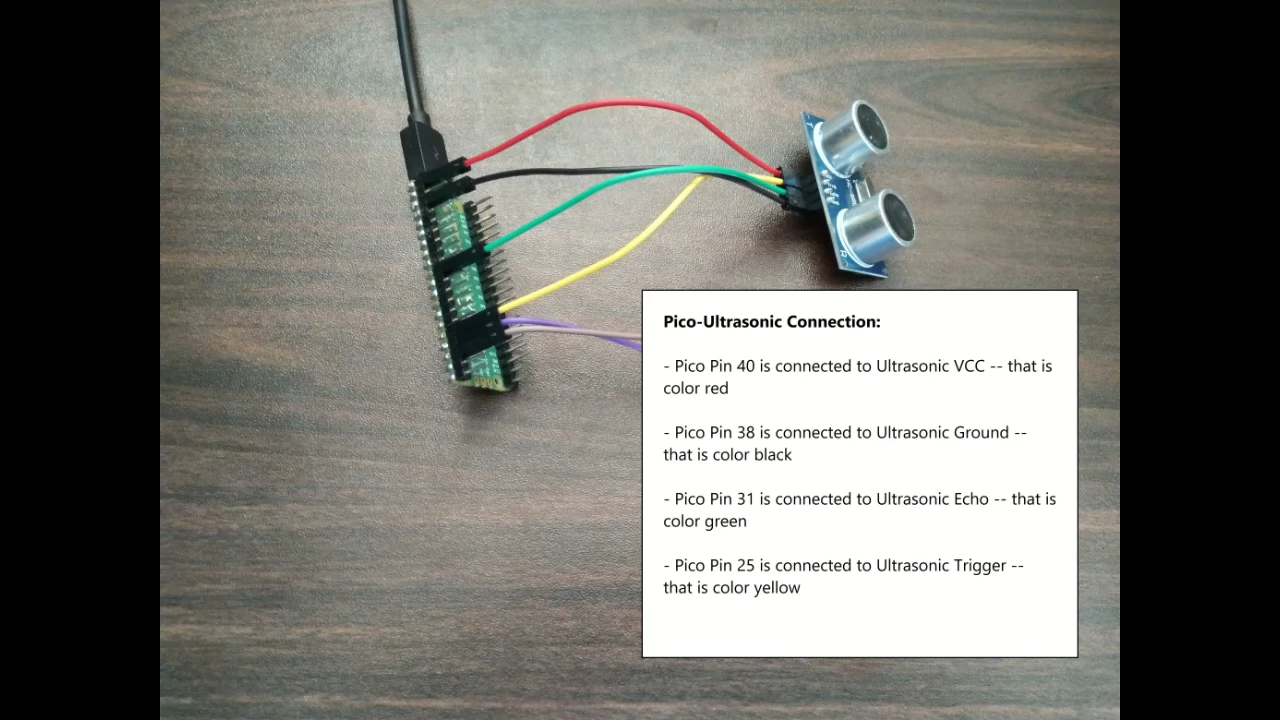 Pico-Ultrasonic Connection:
- Pico Pin 40 is connected to Ultrasonic VCC -- that is
color red
- Pico Pin 38 is connected to Ultrasonic Ground --
that is color black
- Pico Pin 31 is connected to Ultrasonic Echo -- that is
color green
- Pico Pin 25 is connected to Ultrasonic Trigger --
that is color yellow